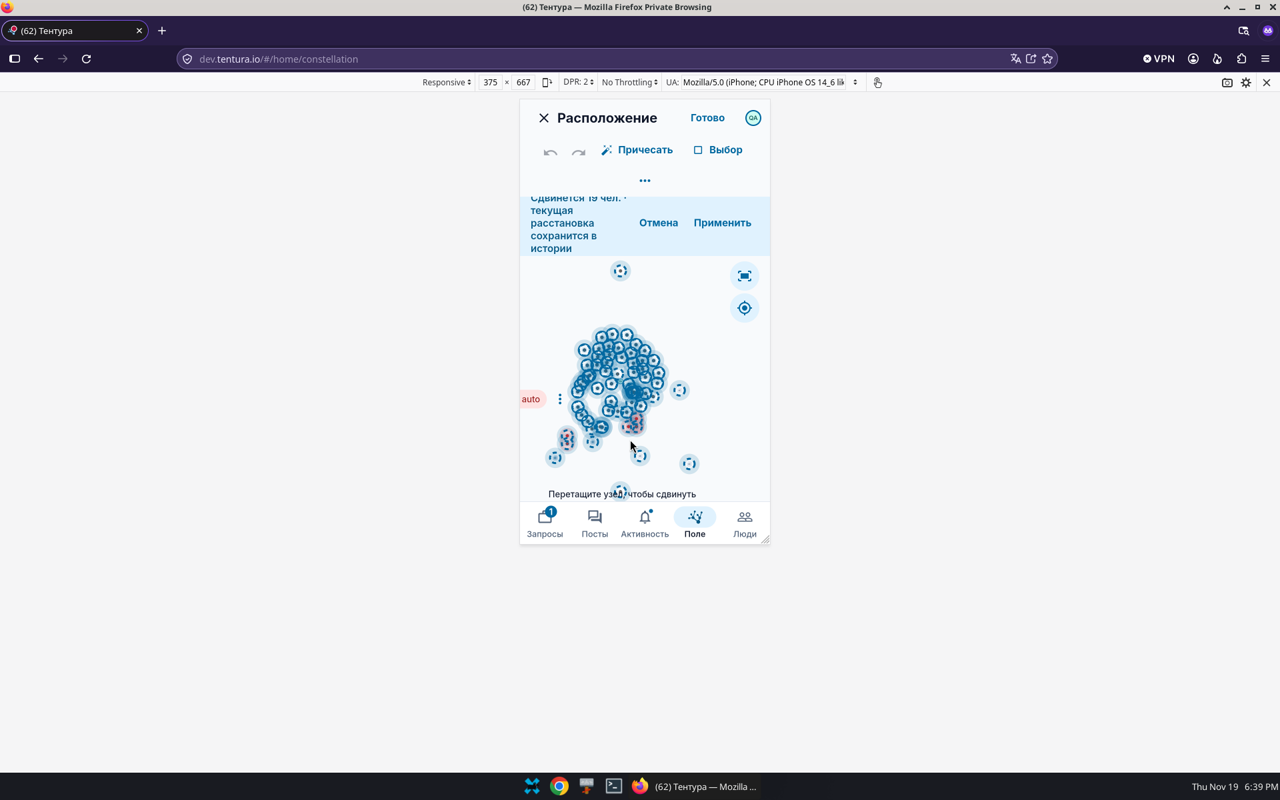 (62) Тентура — Mozilla Firefox Private Browsing
(62) Тентура
dev.tentura.io/#/home/constellation
VPN
Responsive 375 × 667 DPR: 2 No Throttling UA: Mozilla/5.0 (iPhone; CPU iPhone OS 14_6 lik
Расположение Готово QA
Причесать Выбор
Сдвинется 19 чел. ·
текущая
расстановка
сохранится в
истории
Отмена Применить
auto
Перетащите узел, чтобы сдвинуть
1
Запросы Посты Активность Поле Люди
(62) Тентура — Mozilla ...
Thu Nov 19 6:39 PM